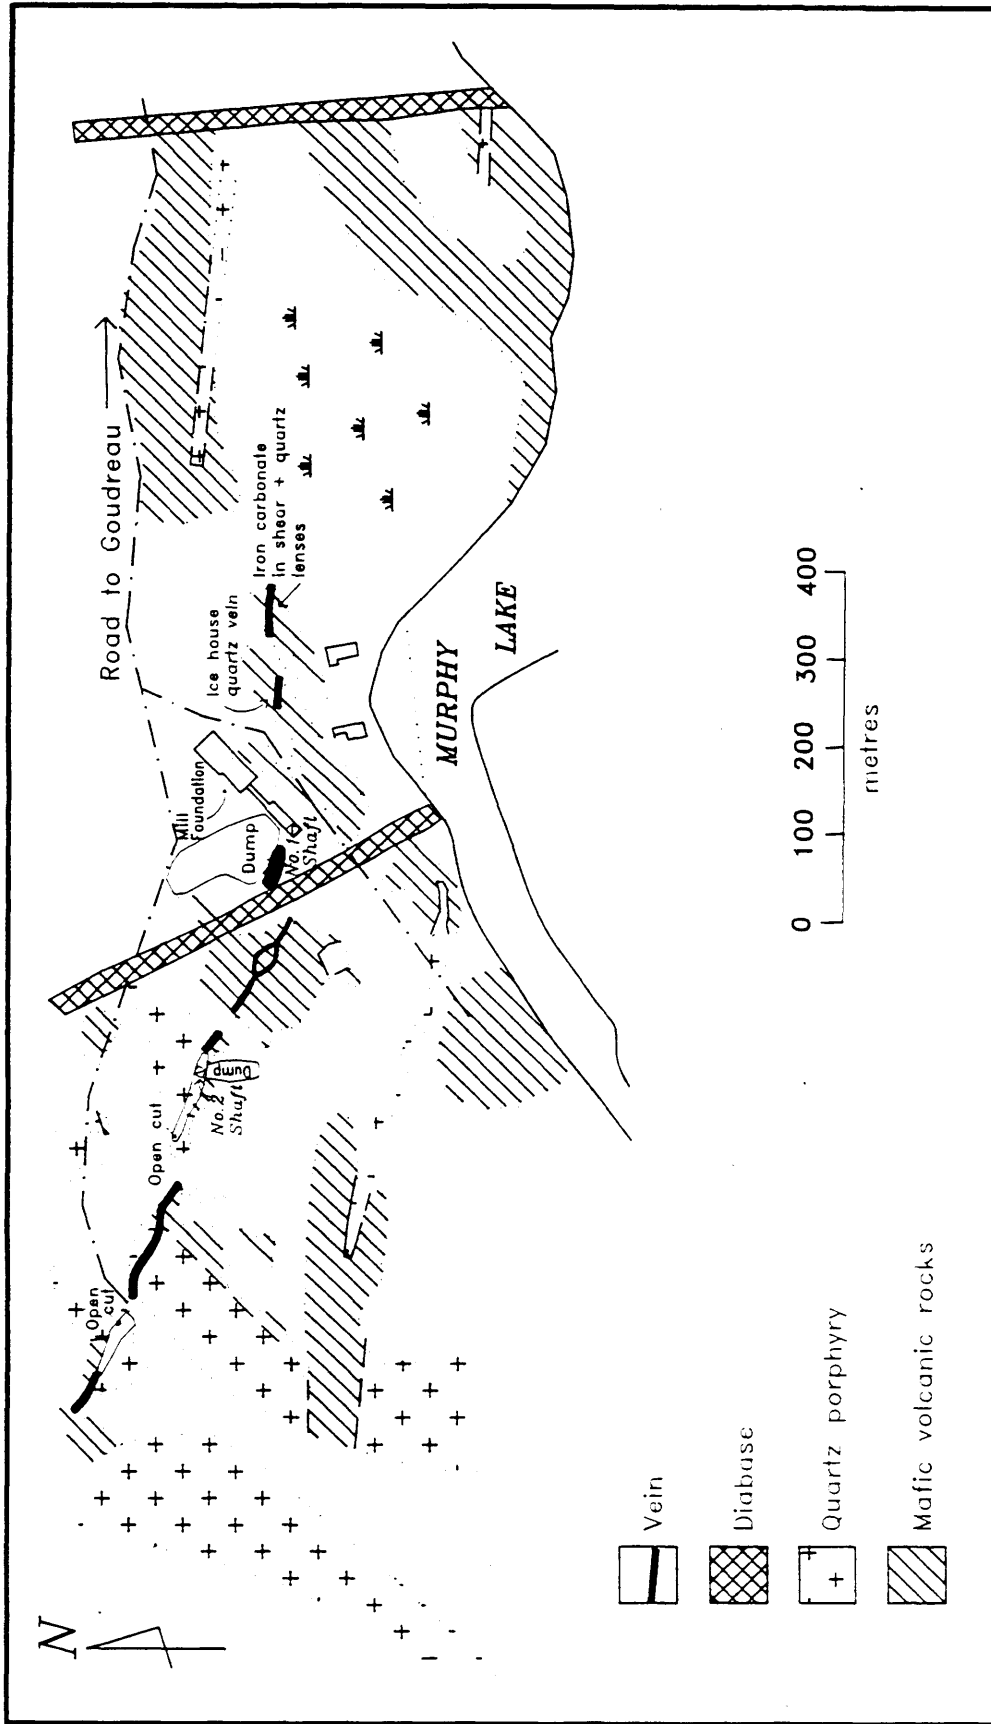 N
Road to Goudreau
Open
cut
Open cut
No. 2
Shaft
Dump
Mill
Foundation
Dump
No. 1
Shaft
Ice house
quartz vein
Iron carbonate
in shear + quartz
lenses
MURPHY
LAKE
0 100 200 300 400
metres
Vein
Diabase
Quartz porphyry
Mafic volcanic rocks